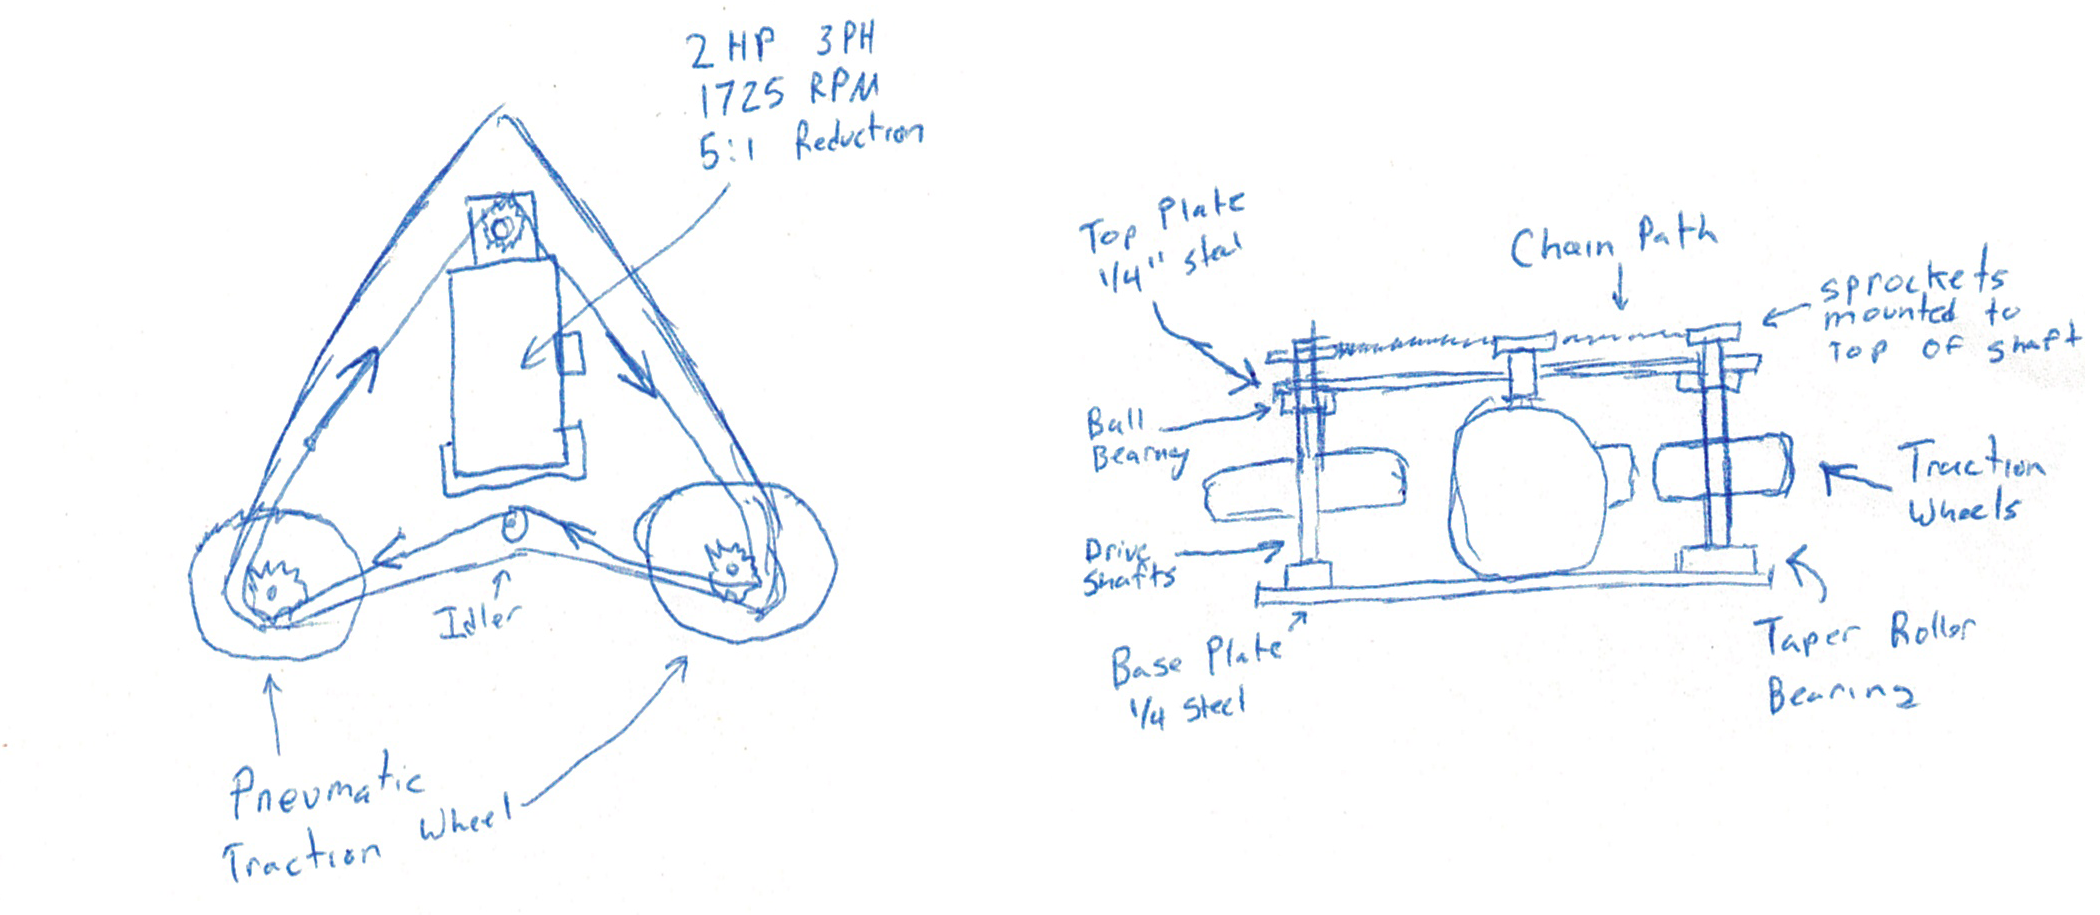 2 HP 3PH
1725 RPM
5:1 Reduction
Idler
Pneumatic
Traction Wheel
Top Plate
1/4" steel
Chain Path
sprockets
mounted to
Top of shaft
Ball
Bearing
Traction
Wheels
Drive
Shafts
Base Plate
1/4 Steel
Taper Roller
Bearing